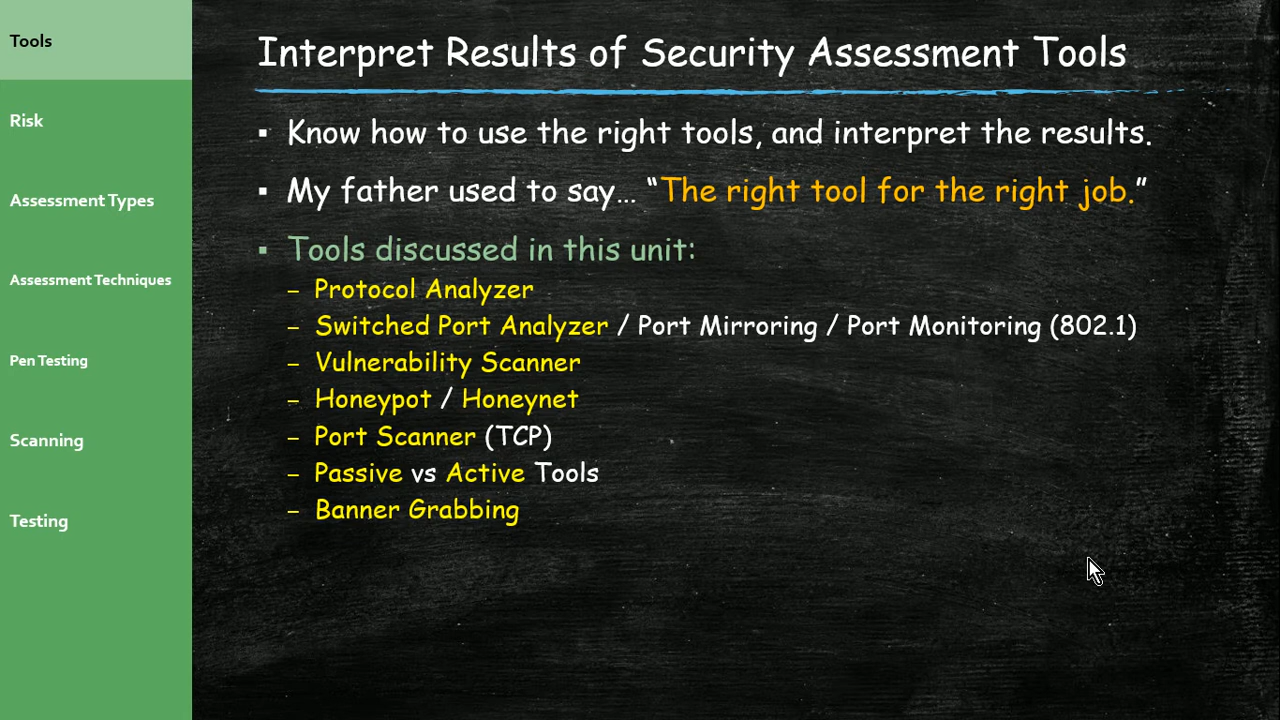 Tools
Risk
Assessment Types
Assessment Techniques
Pen Testing
Scanning
Testing
Interpret Results of Security Assessment Tools
▪ Know how to use the right tools, and interpret the results.
▪ My father used to say… “The right tool for the right job.”
▪ Tools discussed in this unit:
– Protocol Analyzer
– Switched Port Analyzer / Port Mirroring / Port Monitoring (802.1)
– Vulnerability Scanner
– Honeypot / Honeynet
– Port Scanner (TCP)
– Passive vs Active Tools
– Banner Grabbing